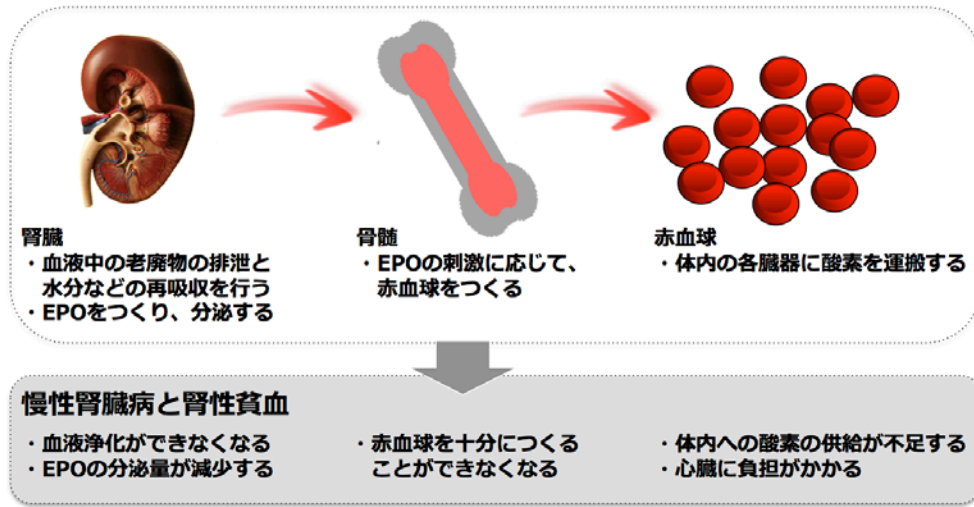 腎臓
・血液中の老廃物の排泄と
水分などの再吸収を行う
・EPOをつくり、分泌する
骨髄
・EPOの刺激に応じて、
赤血球をつくる
赤血球
・体内の各臓器に酸素を運搬する
慢性腎臓病と腎性貧血
・血液浄化ができなくなる
・EPOの分泌量が減少する
・赤血球を十分につくる
ことができなくなる
・体内への酸素の供給が不足する
・心臓に負担がかかる